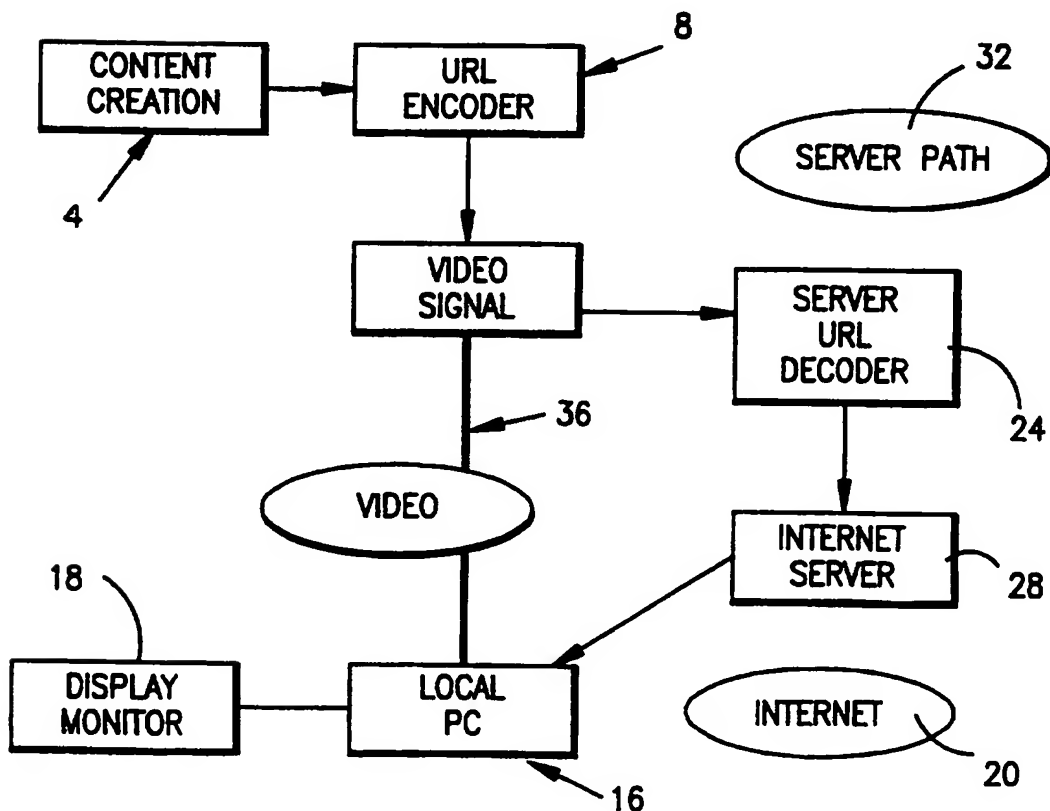 CONTENT
CREATION
URL
ENCODER
8
32
SERVER PATH
4
VIDEO
SIGNAL
SERVER
URL
DECODER
36
24
VIDEO
INTERNET
SERVER
28
18
DISPLAY
MONITOR
LOCAL
PC
INTERNET
16
20